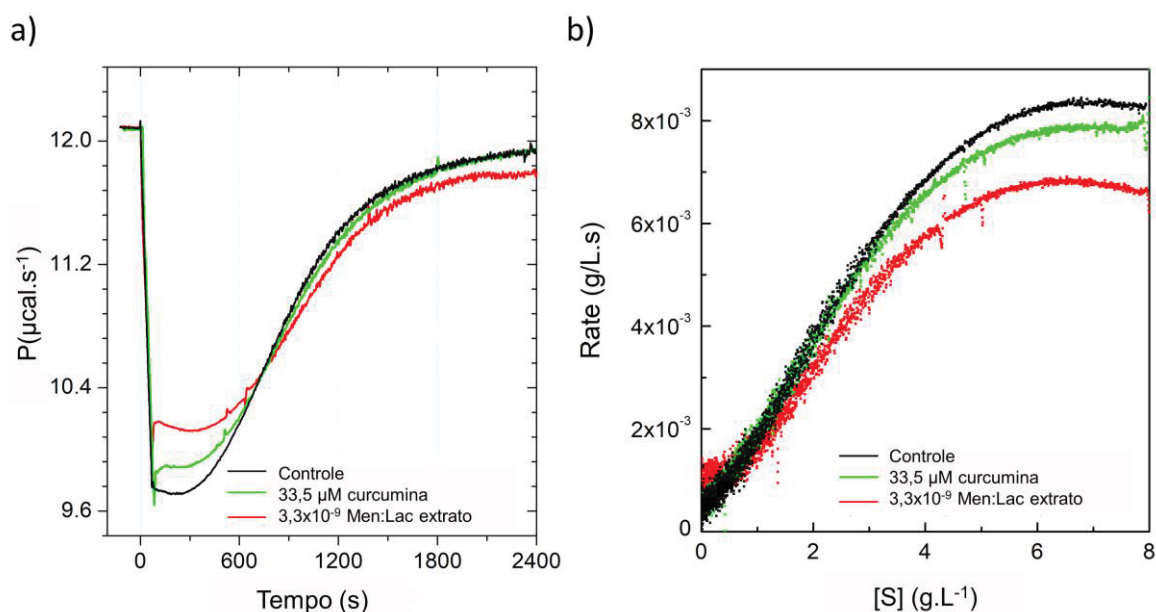 a)
P(µcal.s⁻¹)
12.0
11.2
10.4
9.6
Controle
33,5 µM curcumina
3,3x10⁻⁹ Men:Lac extrato
0 600 1200 1800 2400
Tempo (s)
b)
Rate (g/L.s)
8x10⁻³
6x10⁻³
4x10⁻³
2x10⁻³
0
Controle
33,5 µM curcumina
3,3x10⁻⁹ Men:Lac extrato
0 2 4 6 8
[S] (g.L⁻¹)